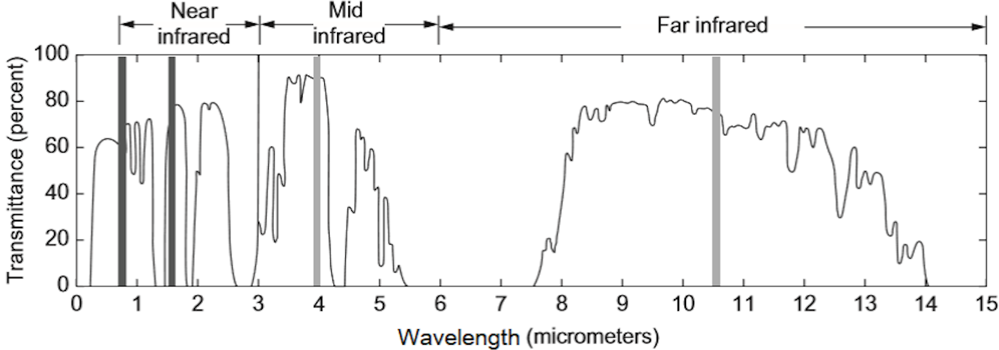 Near
infrared
Mid
infrared
Far infrared
Transmittance (percent)
100
80
60
40
20
0
0 1 2 3 4 5 6 7 8 9 10 11 12 13 14 15
Wavelength (micrometers)